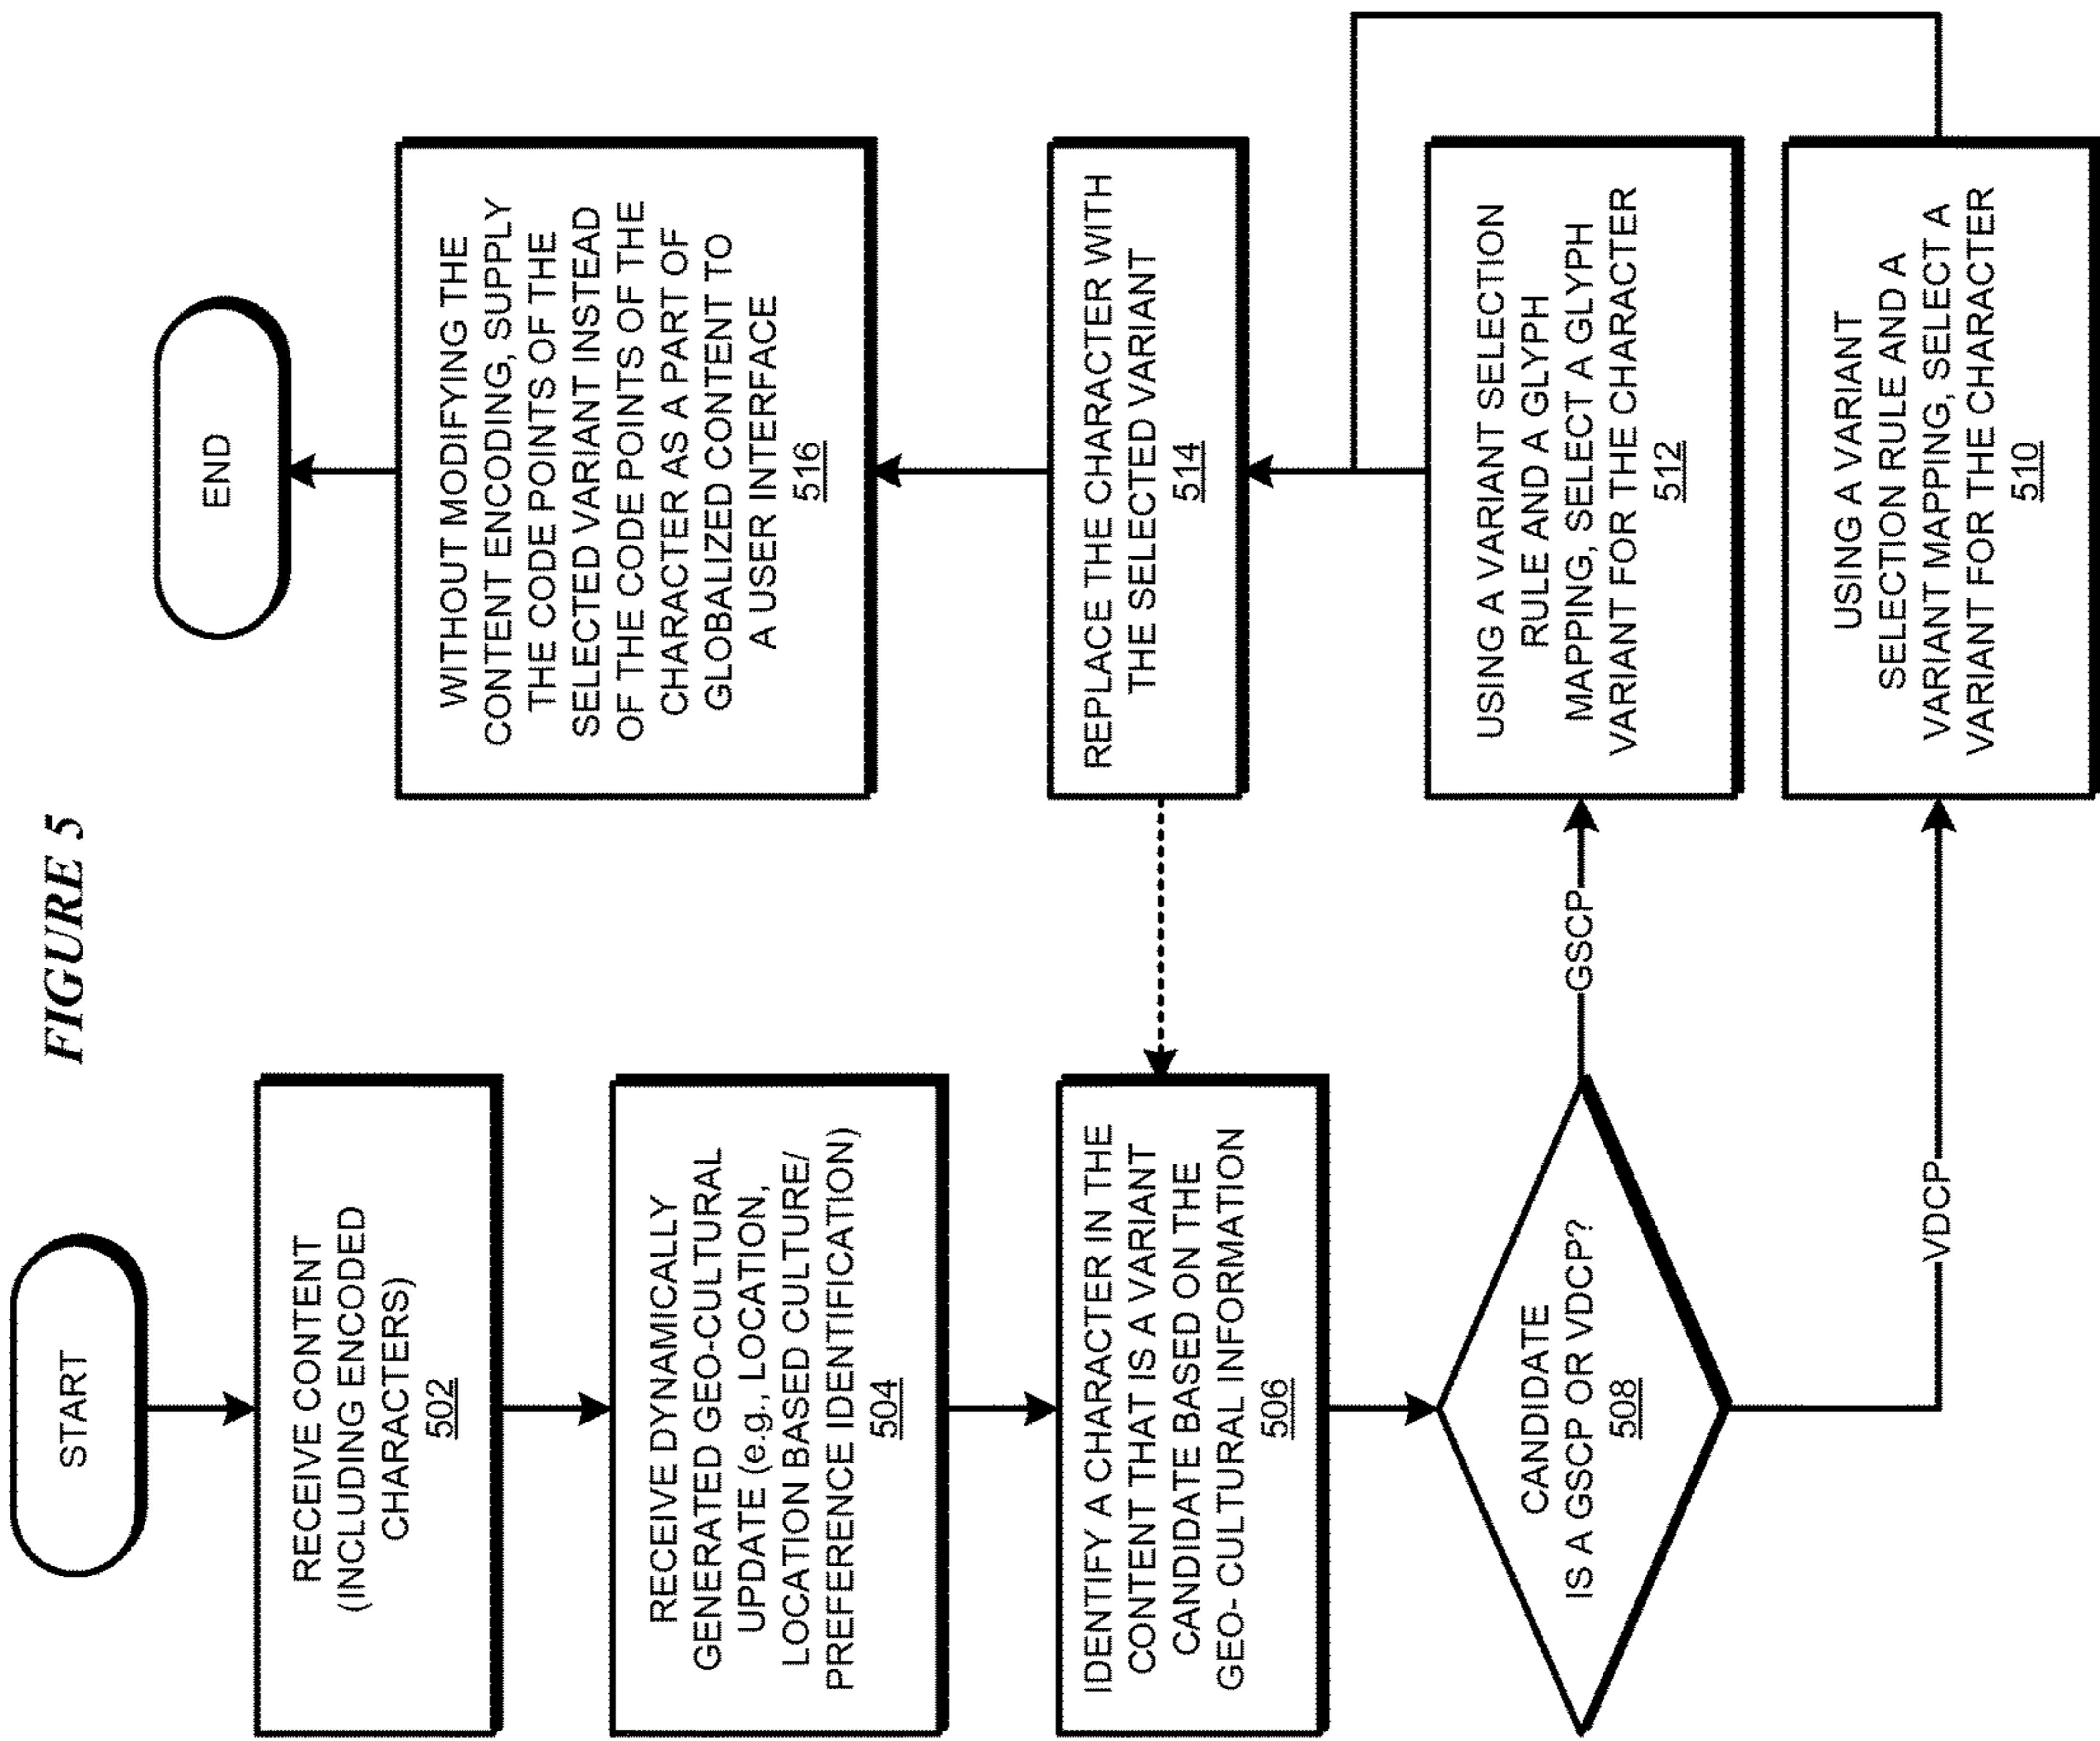 FIGURE 5
START
RECEIVE CONTENT
(INCLUDING ENCODED
CHARACTERS)
502
RECEIVE DYNAMICALLY
GENERATED GEO-CULTURAL
UPDATE (e.g., LOCATION,
LOCATION BASED CULTURE/
PREFERENCE IDENTIFICATION)
504
IDENTIFY A CHARACTER IN THE
CONTENT THAT IS A VARIANT
CANDIDATE BASED ON THE
GEO- CULTURAL INFORMATION
506
CANDIDATE
IS A GSCP OR VDCP?
508
GSCP
VDCP
USING A VARIANT
SELECTION RULE AND A
VARIANT MAPPING, SELECT A
VARIANT FOR THE CHARACTER
510
USING A VARIANT SELECTION
RULE AND A GLYPH
MAPPING, SELECT A GLYPH
VARIANT FOR THE CHARACTER
512
REPLACE THE CHARACTER WITH
THE SELECTED VARIANT
514
WITHOUT MODIFYING THE
CONTENT ENCODING, SUPPLY
THE CODE POINTS OF THE
SELECTED VARIANT INSTEAD
OF THE CODE POINTS OF THE
CHARACTER AS A PART OF
GLOBALIZED CONTENT TO
A USER INTERFACE
516
END